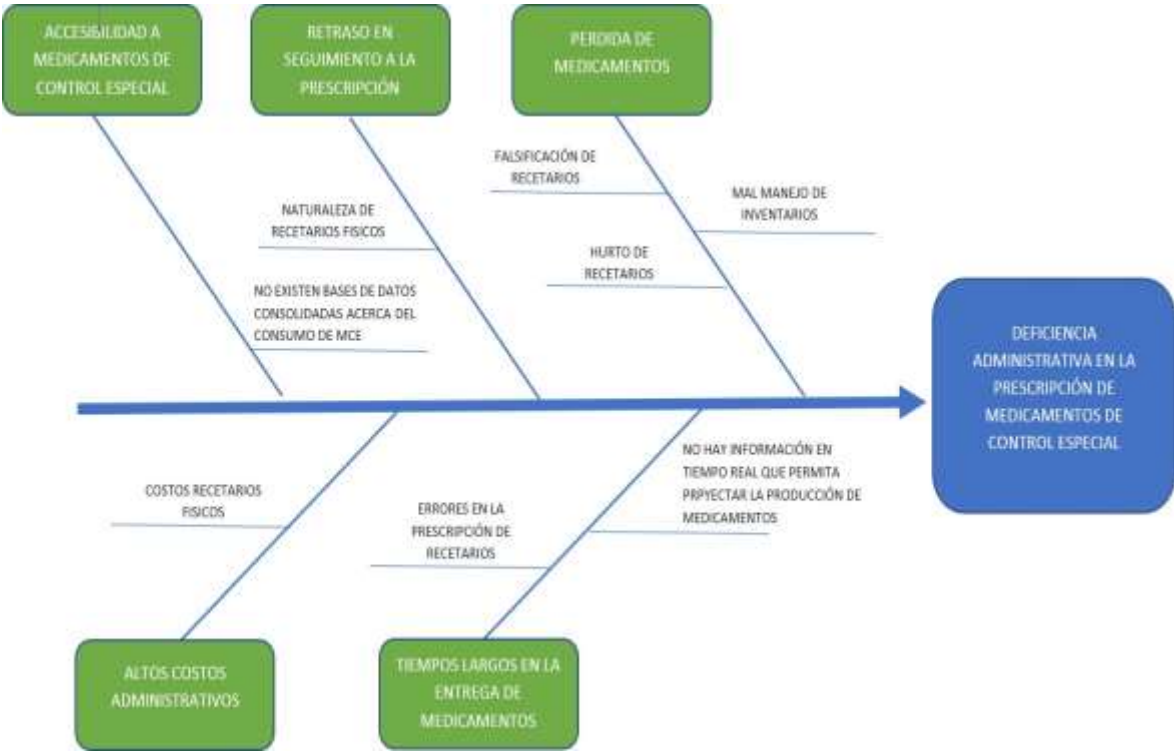 ACCESIBILIDAD A
MEDICAMENTOS DE
CONTROL ESPECIAL
RETRASO EN
SEGUIMIENTO A LA
PRESCRIPCIÓN
PERDIDA DE
MEDICAMENTOS
FALSIFICACIÓN DE
RECETARIOS
MAL MANEJO DE
INVENTARIOS
NATURALEZA DE
RECETARIOS FISICOS
HURTO DE
RECETARIOS
NO EXISTEN BASES DE DATOS
CONSOLIDADAS ACERCA DEL
CONSUMO DE MCE
DEFICIENCIA
ADMINISTRATIVA EN LA
PRESCRIPCIÓN DE
MEDICAMENTOS DE
CONTROL ESPECIAL
COSTOS RECETARIOS
FISICOS
ERRORES EN LA
PRESCRIPCIÓN DE
RECETARIOS
NO HAY INFORMACIÓN EN
TIEMPO REAL QUE PERMITA
PRPYECTAR LA PRODUCCIÓN DE
MEDICAMENTOS
ALTOS COSTOS
ADMINISTRATIVOS
TIEMPOS LARGOS EN LA
ENTREGA DE
MEDICAMENTOS